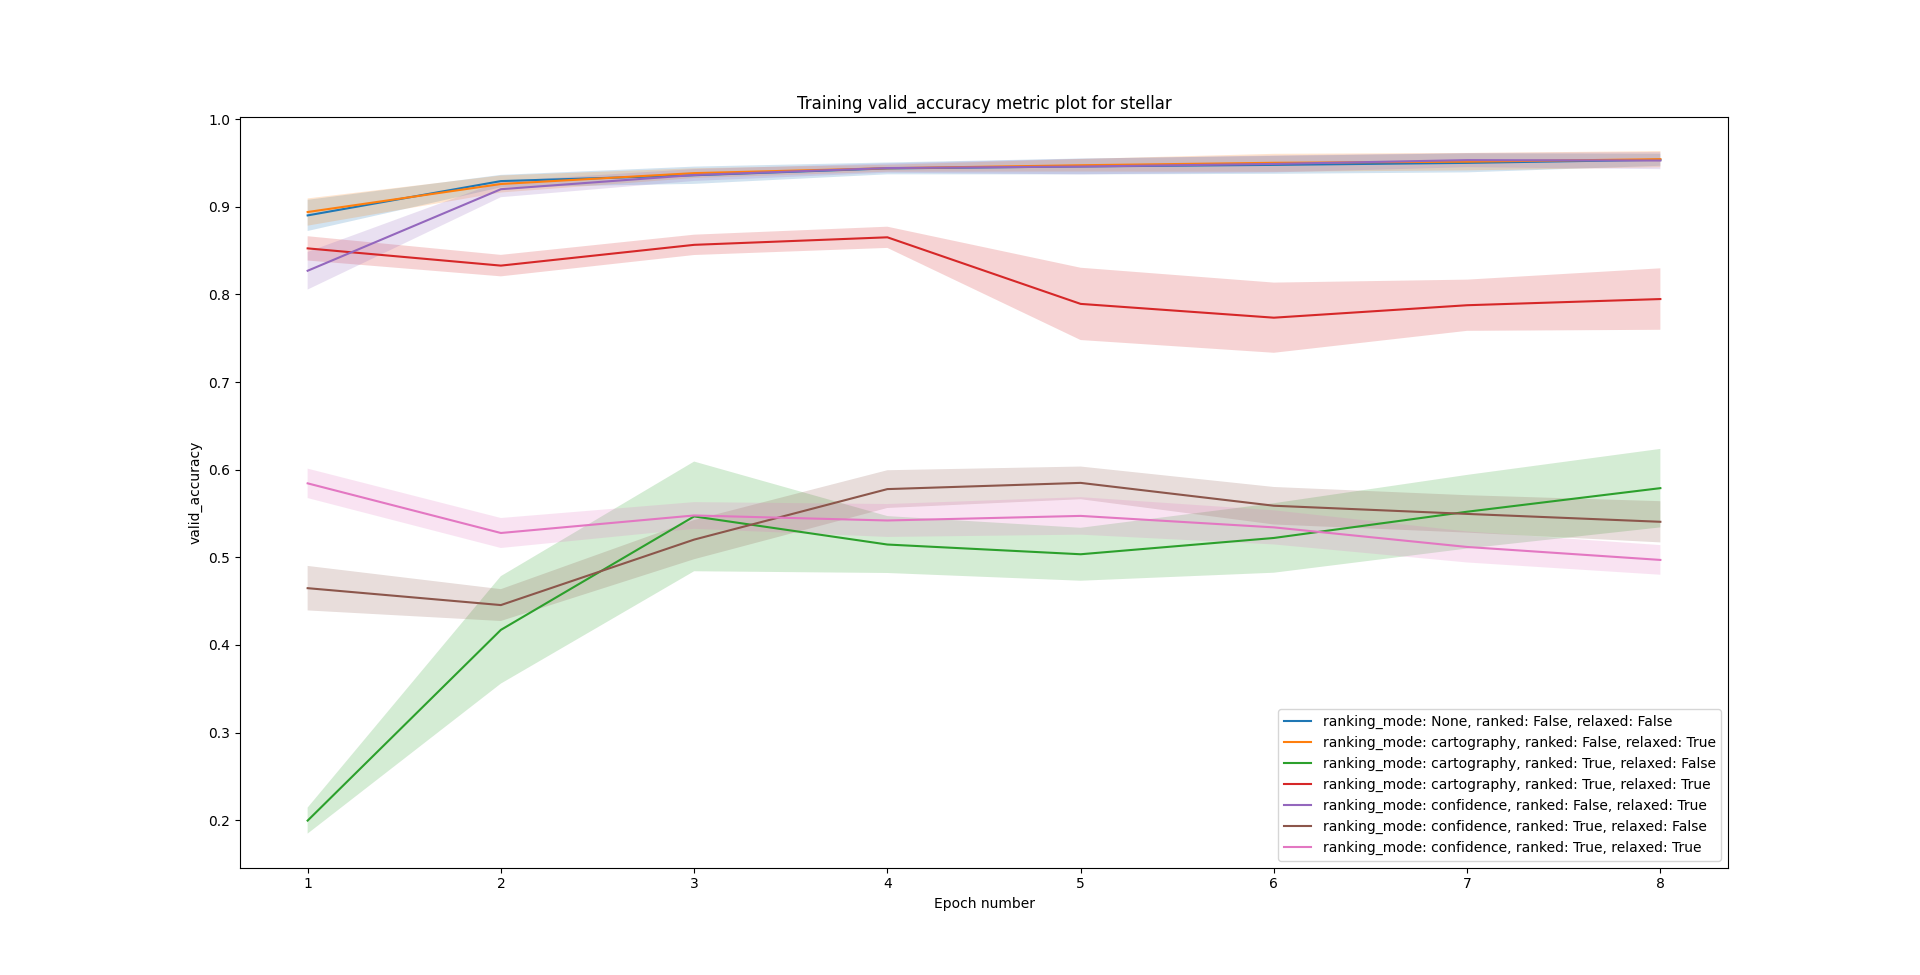 Training valid_accuracy metric plot for stellar
valid_accuracy
1.0
0.9
0.8
0.7
0.6
0.5
0.4
0.3
0.2
ranking_mode: None, ranked: False, relaxed: False
ranking_mode: cartography, ranked: False, relaxed: True
ranking_mode: cartography, ranked: True, relaxed: False
ranking_mode: cartography, ranked: True, relaxed: True
ranking_mode: confidence, ranked: False, relaxed: True
ranking_mode: confidence, ranked: True, relaxed: False
ranking_mode: confidence, ranked: True, relaxed: True
1 2 3 4 5 6 7 8
Epoch number